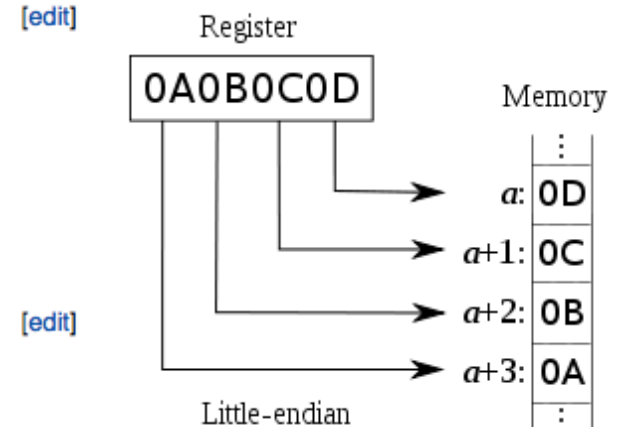 [edit]
Register
0A0B0C0D
Memory
⋮
a: 0D
a+1: 0C
a+2: 0B
[edit]
a+3: 0A
Little-endian
⋮